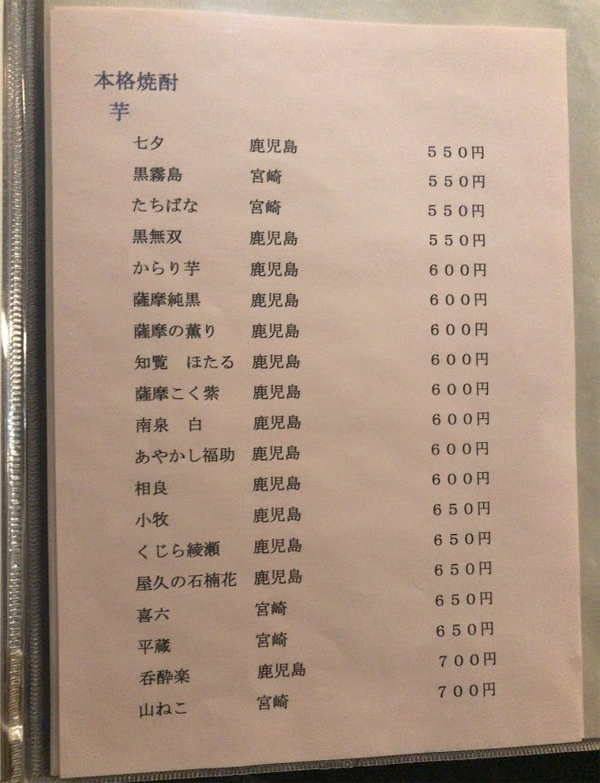 本格焼酎
芋
七夕 鹿児島 550円
黒霧島 宮崎 550円
たちばな 宮崎 550円
黒無双 鹿児島 550円
からり芋 鹿児島 600円
薩摩純黒 鹿児島 600円
薩摩の薫り 鹿児島 600円
知覧 ほたる 鹿児島 600円
薩摩こく紫 鹿児島 600円
南泉 白 鹿児島 600円
あやかし福助 鹿児島 600円
相良 鹿児島 600円
小牧 鹿児島 650円
くじら綾瀬 鹿児島 650円
屋久の石楠花 鹿児島 650円
喜六 宮崎 650円
平蔵 宮崎 650円
呑酔楽 鹿児島 700円
山ねこ 宮崎 700円